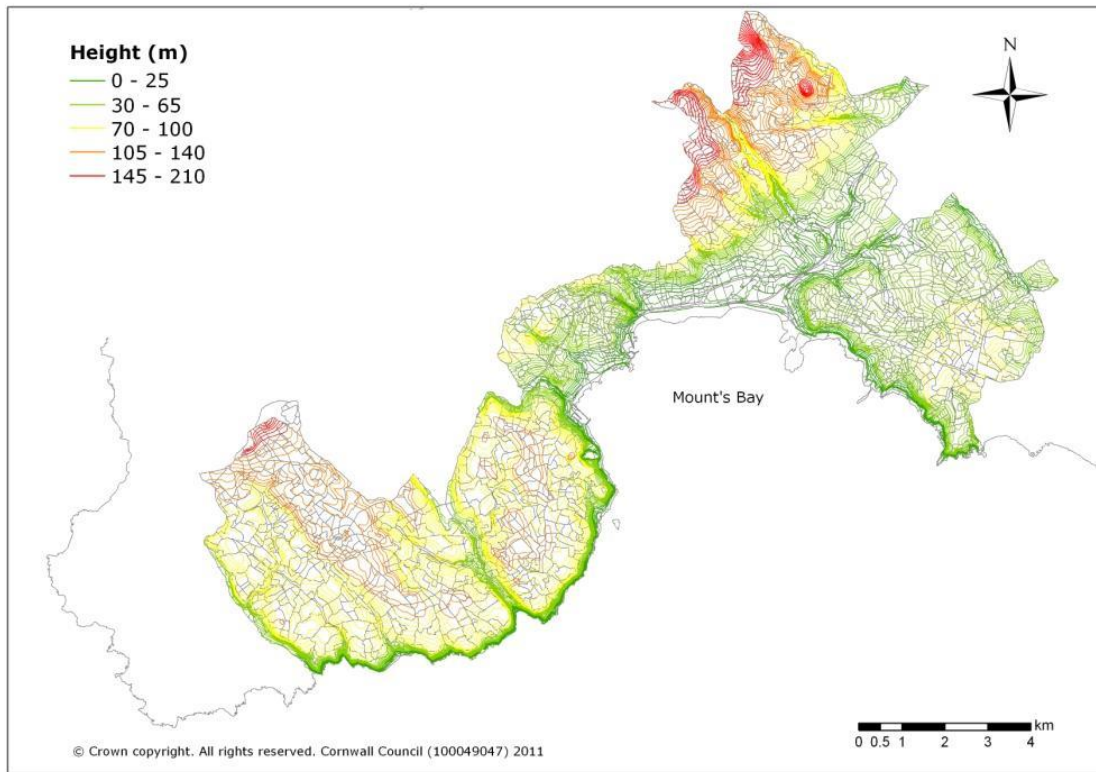 Height (m)
0 - 25
30 - 65
70 - 100
105 - 140
145 - 210
N
Mount's Bay
km
0 0.5 1 2 3 4
© Crown copyright. All rights reserved. Cornwall Council (100049047) 2011